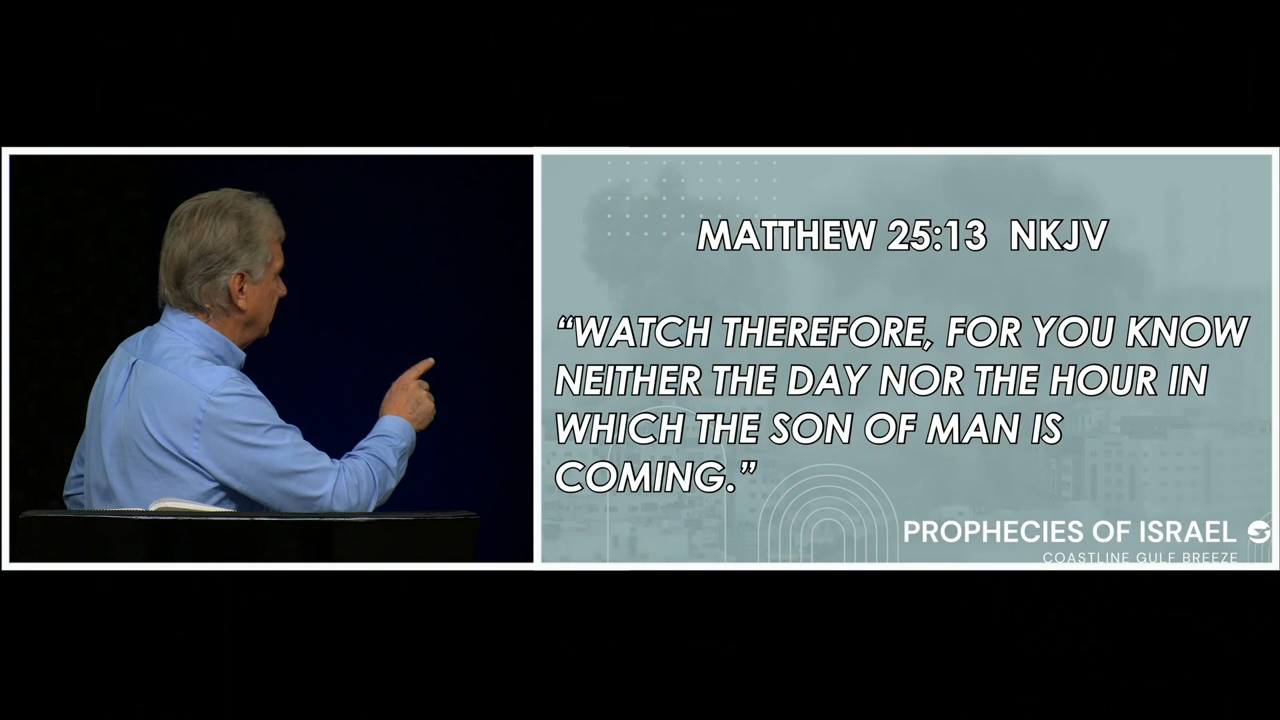 MATTHEW 25:13 NKJV
“WATCH THEREFORE, FOR YOU KNOW
NEITHER THE DAY NOR THE HOUR IN
WHICH THE SON OF MAN IS
COMING.”
PROPHECIES OF ISRAEL
COASTLINE GULF BREEZE